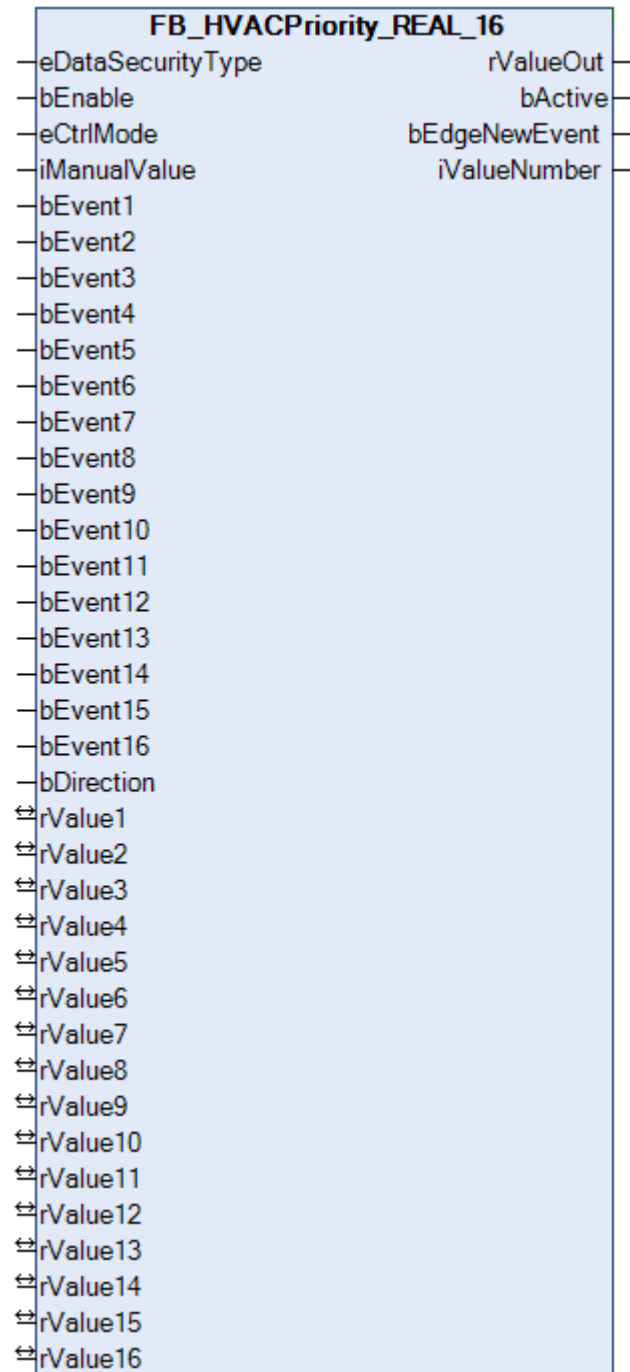 FB_HVACPriority_REAL_16
eDataSecurityType rValueOut
bEnable bActive
eCtrlMode bEdgeNewEvent
iManualValue iValueNumber
bEvent1
bEvent2
bEvent3
bEvent4
bEvent5
bEvent6
bEvent7
bEvent8
bEvent9
bEvent10
bEvent11
bEvent12
bEvent13
bEvent14
bEvent15
bEvent16
bDirection
rValue1
rValue2
rValue3
rValue4
rValue5
rValue6
rValue7
rValue8
rValue9
rValue10
rValue11
rValue12
rValue13
rValue14
rValue15
rValue16